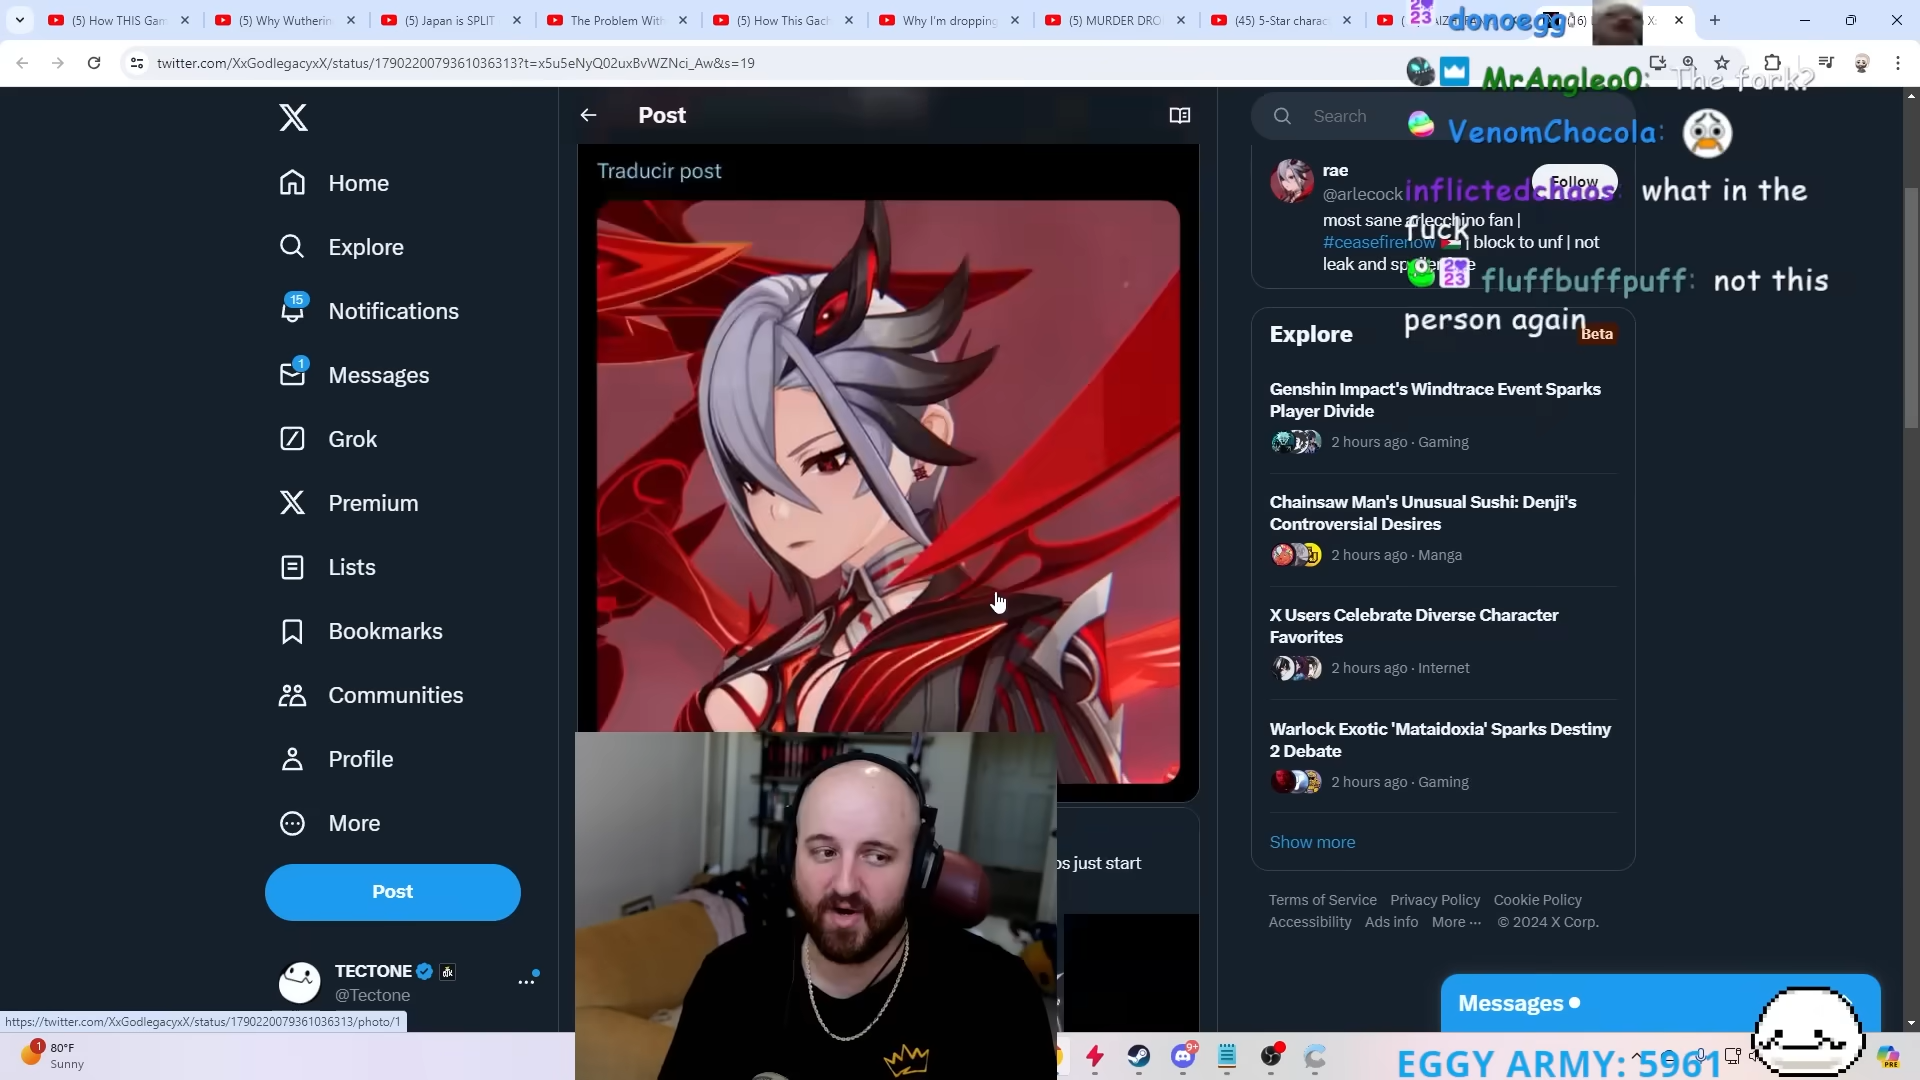 (5) How THIS Gam
(5) Why Wutherin
(5) Japan is SPLIT
The Problem With
(5) How This Gach
Why I'm dropping
(5) MURDER DRO
(45) 5-Star charac
twitter.com/XxGodlegacyxX/status/1790220079361036313?t=x5u5eNyQ02uxBvWZNci_Aw&s=19
donoegg
MrAngleo0: The fork?
VenomChocola:
inflictedchaos: what in the
fuck
fluffbuffpuff: not this
person again
Home
Explore
15
Notifications
1
Messages
Grok
Premium
Lists
Bookmarks
Communities
Profile
More
Post
TECTONE
@Tectone
Post
Traducir post
os just start
Search
rae
@arlecock
Follow
most sane arlecchino fan |
#ceasefirenow | block to unf | not
leak and spoiler free
Explore
Beta
Genshin Impact's Windtrace Event Sparks
Player Divide
2 hours ago · Gaming
Chainsaw Man's Unusual Sushi: Denji's
Controversial Desires
2 hours ago · Manga
X Users Celebrate Diverse Character
Favorites
2 hours ago · Internet
Warlock Exotic 'Mataidoxia' Sparks Destiny
2 Debate
2 hours ago · Gaming
Show more
Terms of Service Privacy Policy Cookie Policy
Accessibility Ads info More ··· © 2024 X Corp.
Messages
https://twitter.com/XxGodlegacyxX/status/1790220079361036313/photo/1
1
80°F
Sunny
9+
EGGY ARMY: 5961
PRE